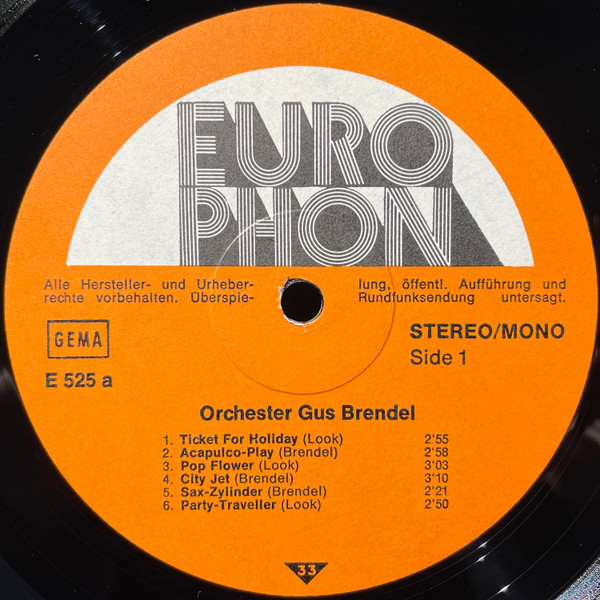 EURO
PHON
Alle Hersteller- und Urheber-
rechte vorbehalten. Überspie-
lung, öffentl. Aufführung und
Rundfunksendung untersagt.
GEMA
E 525 a
STEREO/MONO
Side 1
Orchester Gus Brendel
1. Ticket For Holiday (Look) 2'55
2. Acapulco-Play (Brendel) 2'58
3. Pop Flower (Look) 3'03
4. City Jet (Brendel) 3'10
5. Sax-Zylinder (Brendel) 2'21
6. Party-Traveller (Look) 2'50
33